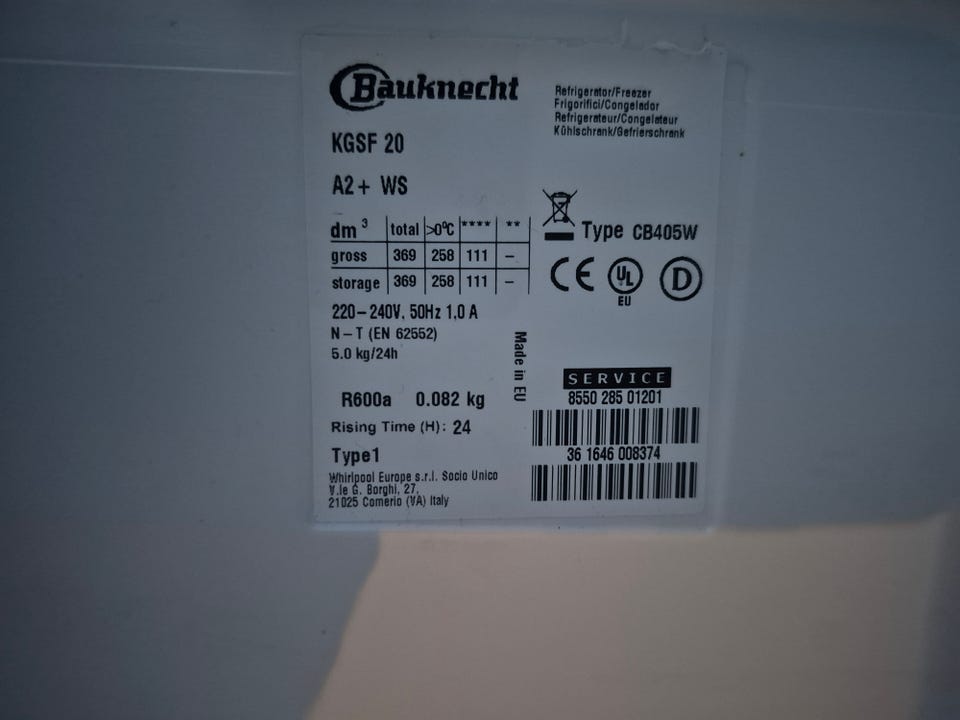 Bauknecht
Refrigerator/Freezer
Frigorifici/Congelador
Refrigerateur/Congelateur
Kühlschrank/Gefrierschrank
KGSF 20
A2+ WS
dm³ total >0°C **** **
gross 369 258 111 –
storage 369 258 111 –
Type CB405W
CE UL EU D
220–240V. 50Hz 1,0 A
N–T (EN 62552)
5.0 kg/24h
Made in EU
R600a 0.082 kg
Rising Time (H): 24
Type1
Whirlpool Europe s.r.l. Socio Unico
V.le G. Borghi, 27,
21025 Comerio (VA) Italy
SERVICE
8550 285 01201
36 1646 008374